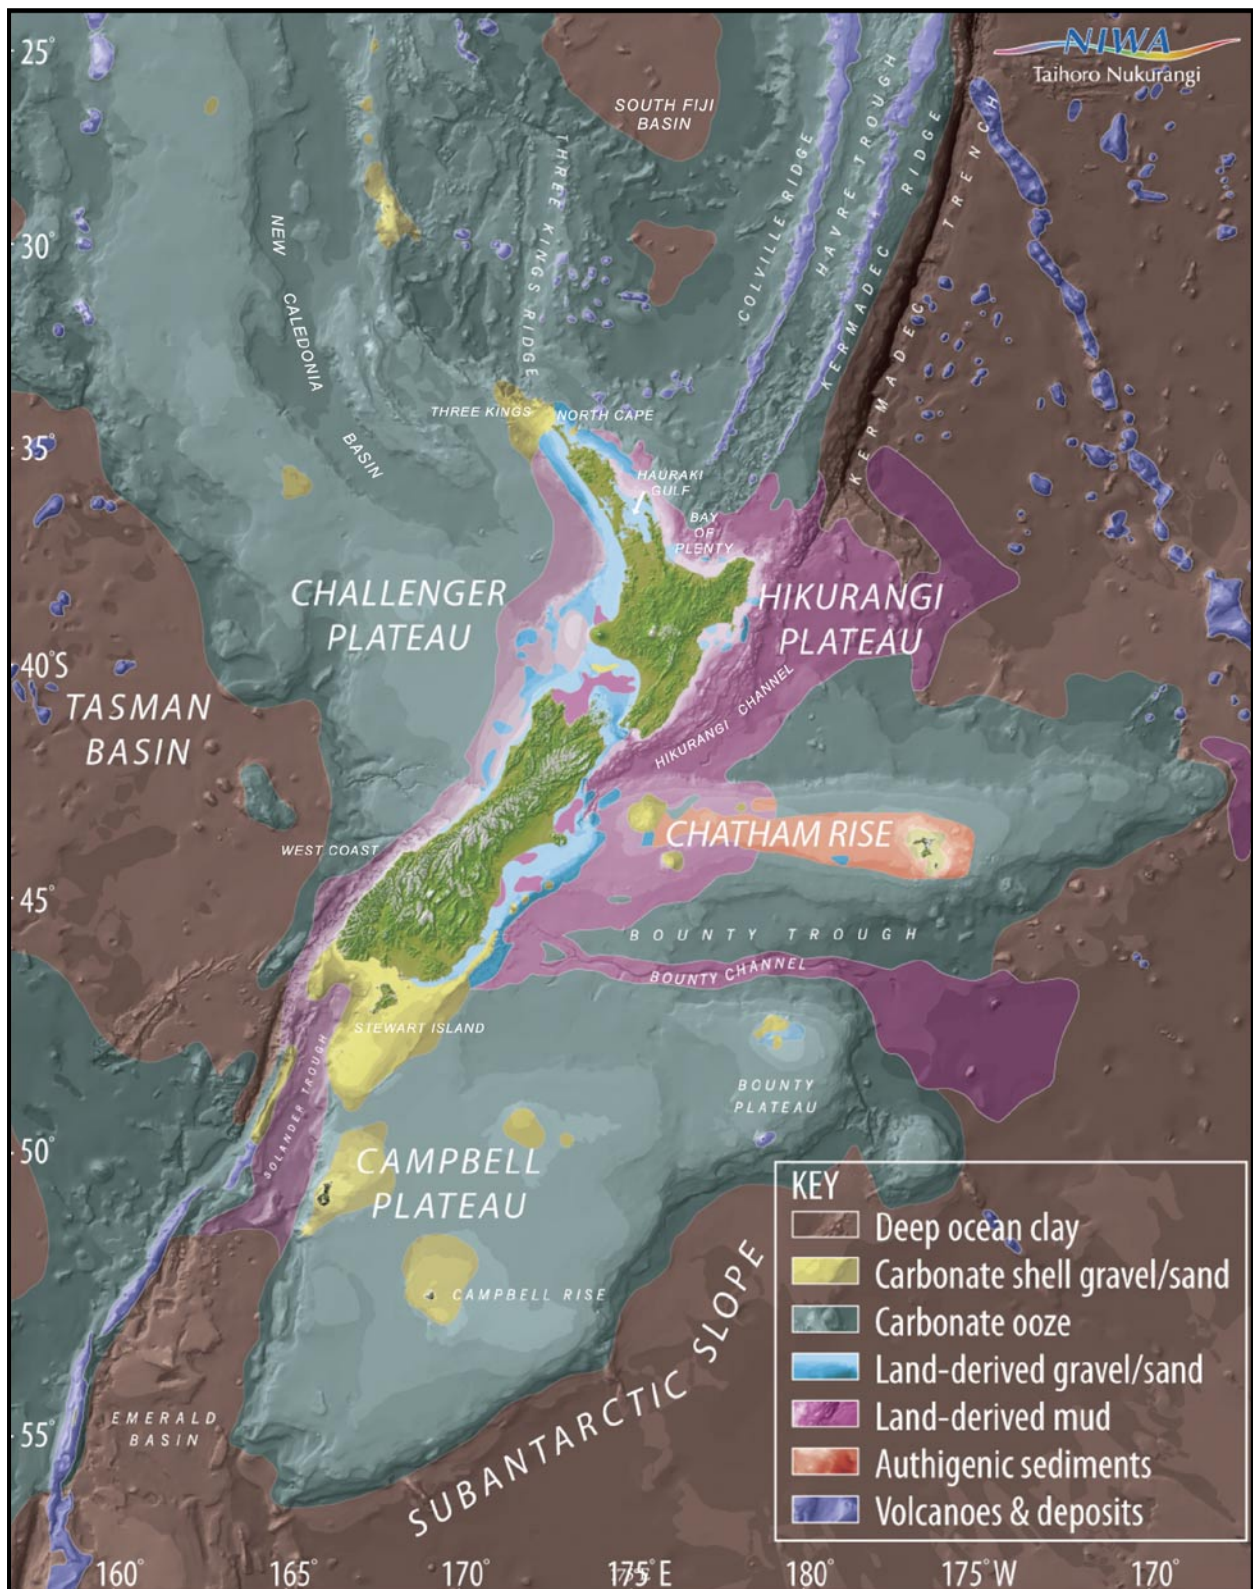 25°
NIWA
Taihoro Nukurangi
SOUTH FIJI
BASIN
THREE KINGS RIDGE
COLVILLE RIDGE
HAVRE TROUGH
KERMADEC RIDGE
KERMADEC TRENCH
30°
NEW
CALEDONIA
BASIN
THREE KINGS
NORTH CAPE
35°
HAURAKI
GULF
BAY
OF
PLENTY
CHALLENGER
PLATEAU
HIKURANGI
PLATEAU
40°S
TASMAN
BASIN
HIKURANGI CHANNEL
CHATHAM RISE
WEST COAST
45°
BOUNTY TROUGH
BOUNTY CHANNEL
STEWART ISLAND
SOLANDER TROUGH
BOUNTY
PLATEAU
50°
CAMPBELL
PLATEAU
CAMPBELL RISE
SUBANTARCTIC SLOPE
EMERALD
BASIN
55°
KEY
Deep ocean clay
Carbonate shell gravel/sand
Carbonate ooze
Land-derived gravel/sand
Land-derived mud
Authigenic sediments
Volcanoes & deposits
160° 165° 170° 175° E 180° 175° W 170°